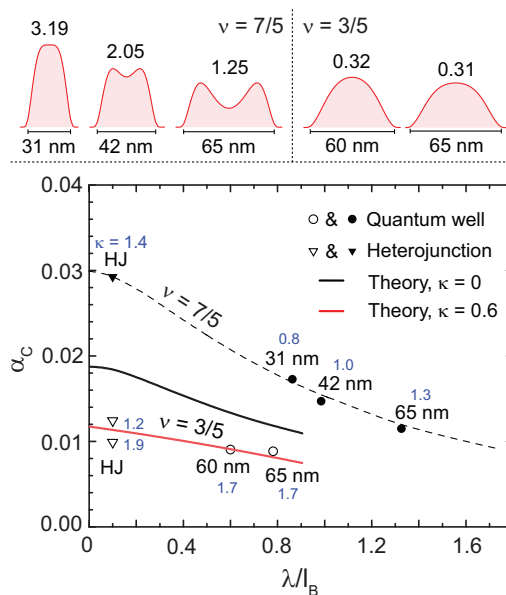 3.19
2.05
1.25
ν = 7/5
ν = 3/5
0.32
0.31
31 nm
42 nm
65 nm
60 nm
65 nm
0.04
0.03
0.02
0.01
0.00
α_C
κ = 1.4
HJ
ν = 7/5
○ & ● Quantum well
▽ & ▼ Heterojunction
Theory, κ = 0
Theory, κ = 0.6
0.8
31 nm
1.0
42 nm
1.3
65 nm
1.2
1.9
HJ
ν = 3/5
60 nm
1.7
65 nm
1.7
0 0.4 0.8 1.2 1.6
λ/l_B